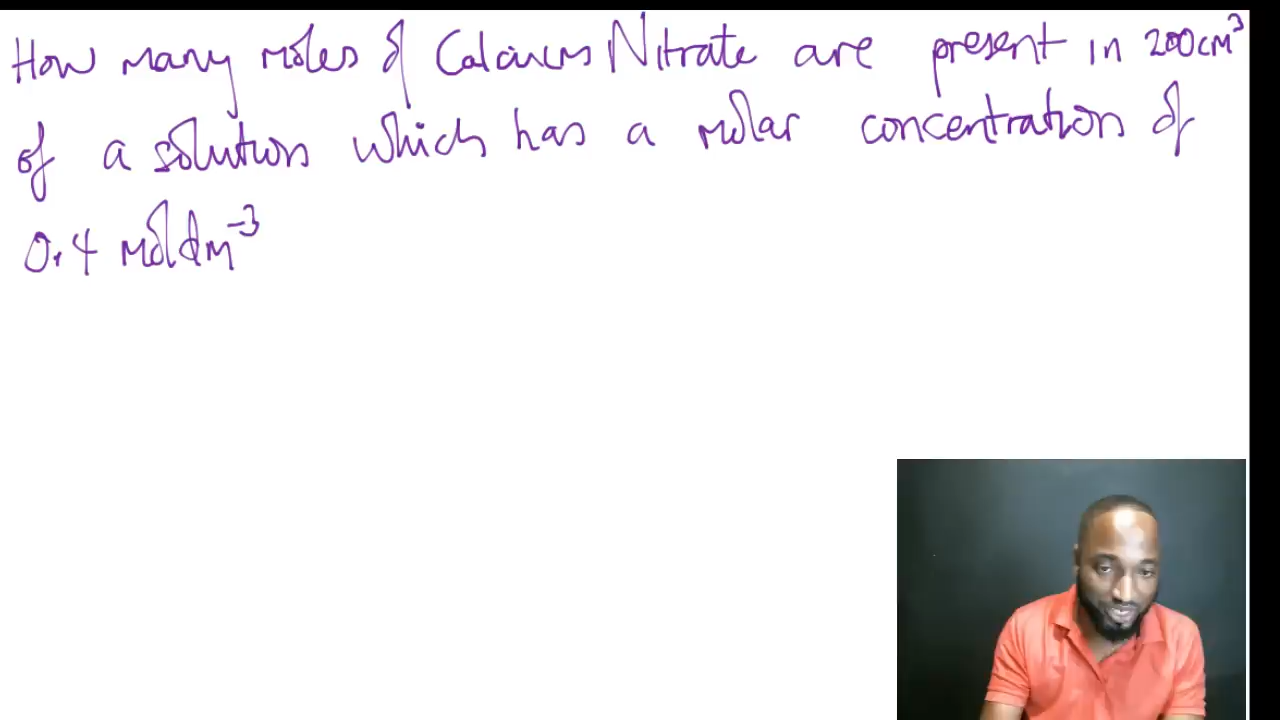 How many moles of Calcium Nitrate are present in 200cm³
of a solution which has a molar concentration of
0.4 moldm⁻³